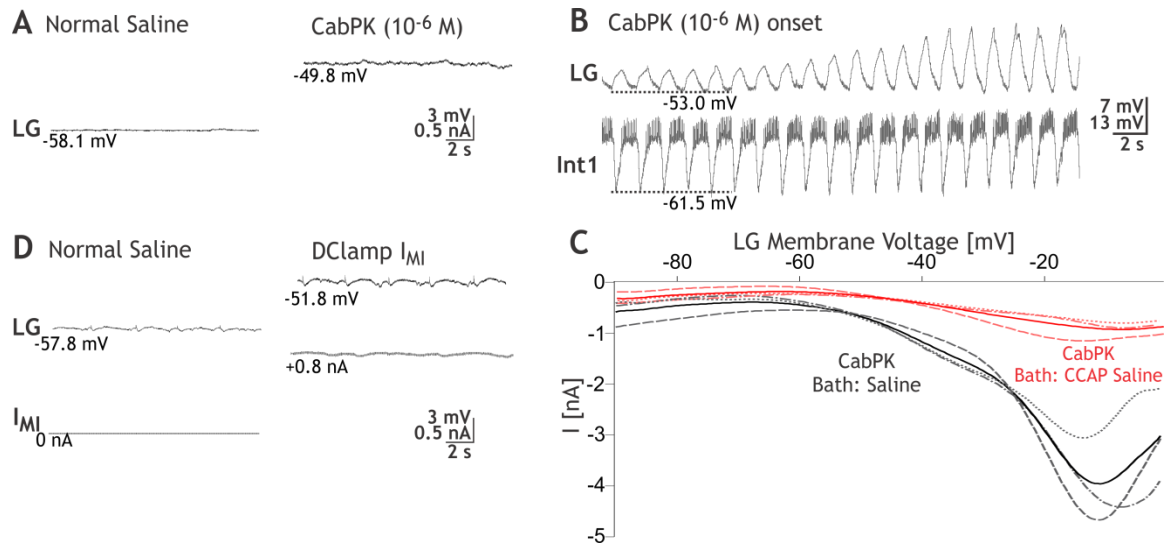 A Normal Saline
CabPK (10⁻⁶ M)
-49.8 mV
LG
-58.1 mV
3 mV
0.5 nA
2 s
B CabPK (10⁻⁶ M) onset
LG
-53.0 mV
7 mV
13 mV
2 s
Int1
-61.5 mV
D Normal Saline
DClamp I_MI
-51.8 mV
LG
-57.8 mV
+0.8 nA
I_MI
0 nA
3 mV
0.5 nA
2 s
C LG Membrane Voltage [mV]
-80 -60 -40 -20
0
-1
-2
-3
-4
-5
I [nA]
CabPK
Bath: Saline
CabPK
Bath: CCAP Saline